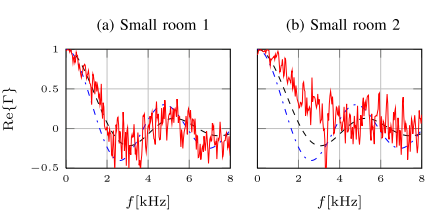 (a) Small room 1
(b) Small room 2
Re{Γ}
1
0.5
0
−0.5
0 2 4 6 8
0 2 4 6 8
f[kHz]
f[kHz]